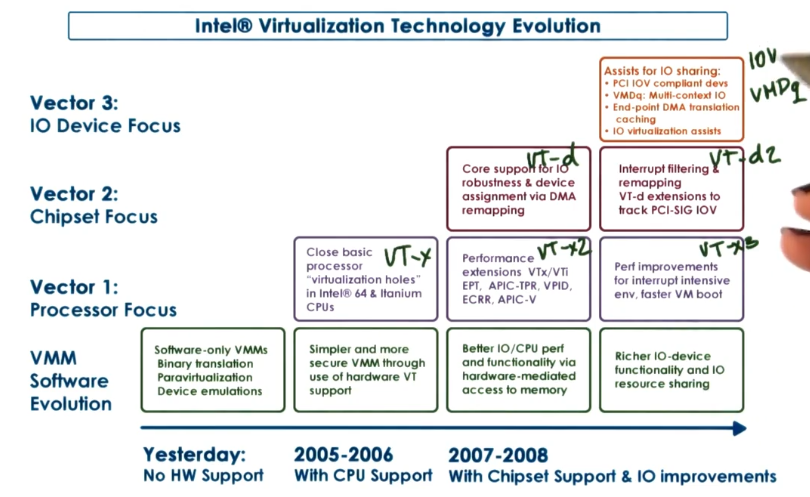 Intel® Virtualization Technology Evolution
IOV
VMDq
Vector 3:
IO Device Focus
Assists for IO sharing:
• PCI IOV compliant devs
• VMDq: Multi-context IO
• End-point DMA translation
caching
• IO virtualization assists
Vector 2:
Chipset Focus
VT-d
Core support for IO
robustness & device
assignment via DMA
remapping
VT-d2
Interrupt filtering &
remapping
VT-d extensions to
track PCI-SIG IOV
Vector 1:
Processor Focus
VT-x
Close basic
processor
"virtualization holes"
in Intel® 64 & Itanium
CPUs
VT-x2
Performance
extensions VTx/VTi
EPT, APIC-TPR, VPID,
ECRR, APIC-V
VT-x3
Perf improvements
for interrupt intensive
env, faster VM boot
VMM
Software
Evolution
Software-only VMMs
Binary translation
Paravirtualization
Device emulations
Simpler and more
secure VMM through
use of hardware VT
support
Better IO/CPU perf
and functionality via
hardware-mediated
access to memory
Richer IO-device
functionality and IO
resource sharing
Yesterday:
No HW Support
2005-2006
With CPU Support
2007-2008
With Chipset Support & IO improvements